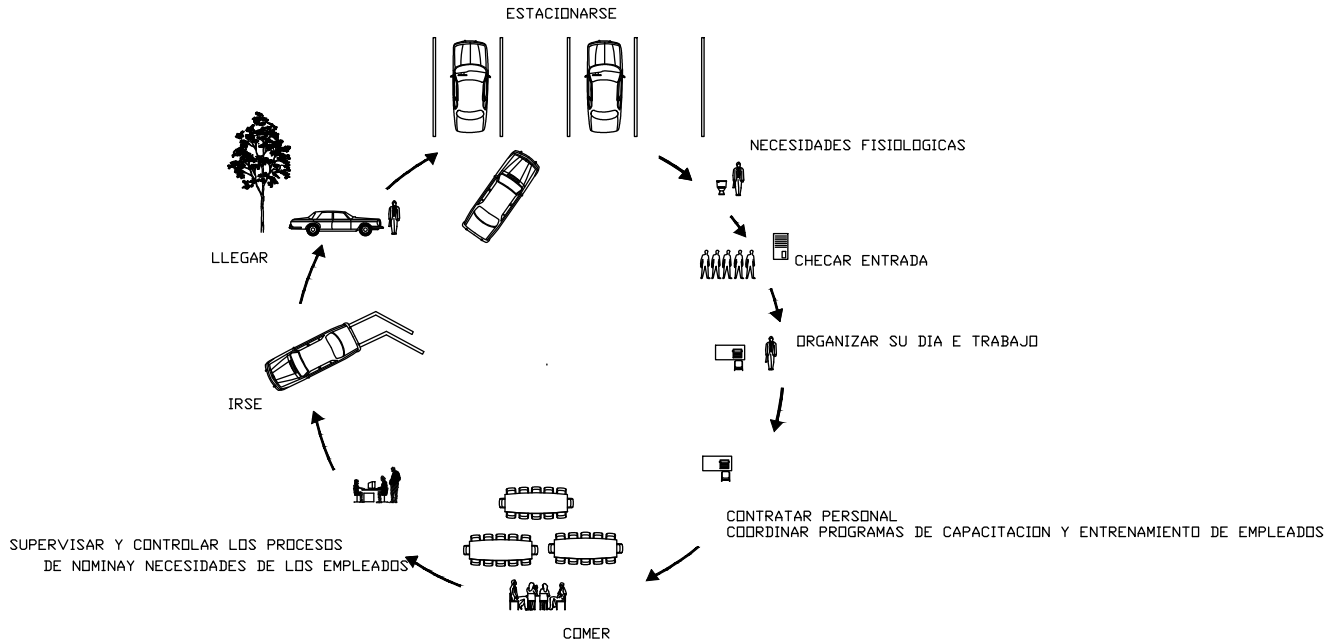 ESTACIONARSE
NECESIDADES FISIOLOGICAS
LLEGAR
CHECAR ENTRADA
ORGANIZAR SU DIA E TRABAJO
IRSE
CONTRATAR PERSONAL
COORDINAR PROGRAMAS DE CAPACITACION Y ENTRENAMIENTO DE EMPLEADOS
SUPERVISAR Y CONTROLAR LOS PROCESOS
DE NOMINAY NECESIDADES DE LOS EMPLEADOS
COMER